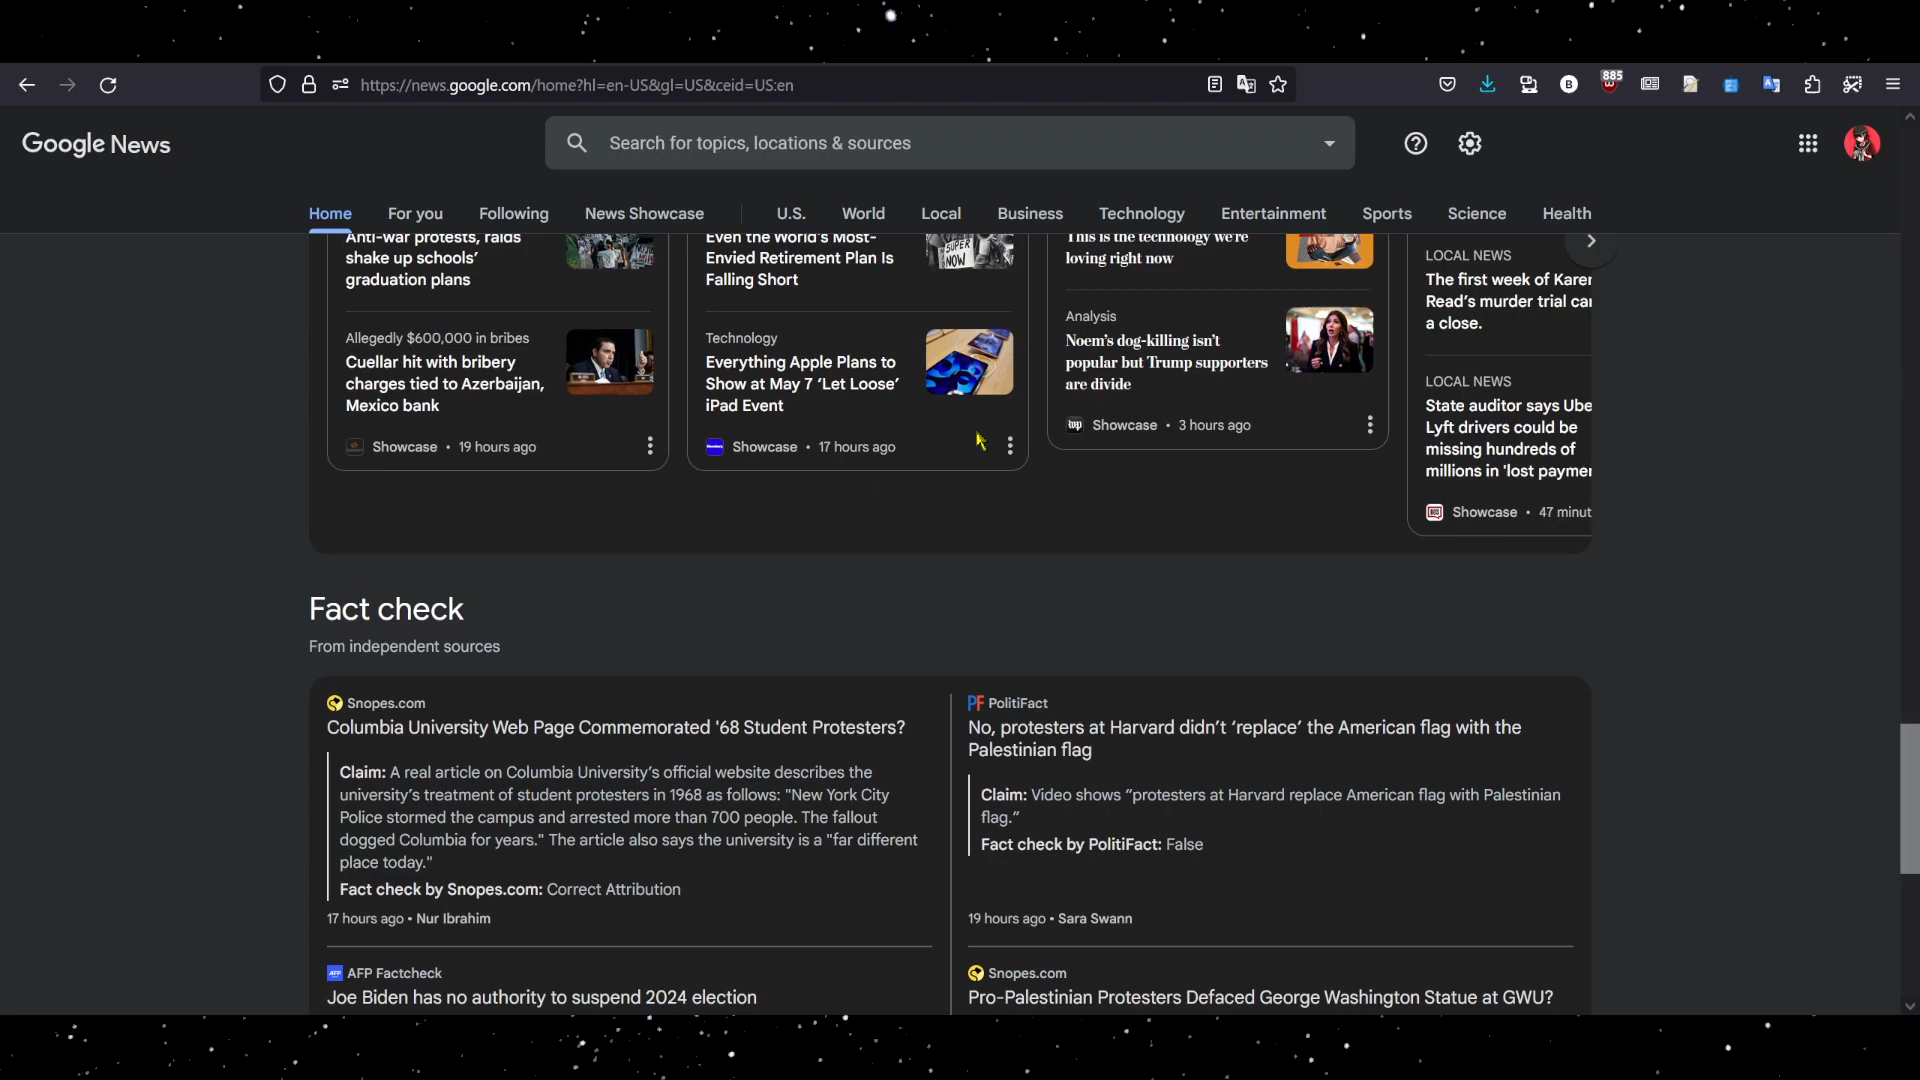 885
https://news.google.com/home?hl=en-US&gl=US&ceid=US:en
B
Google News
Search for topics, locations & sources
Home
For you
Following
News Showcase
U.S.
World
Local
Business
Technology
Entertainment
Sports
Science
Health
Anti-war protests, raids
shake up schools'
graduation plans
Allegedly $600,000 in bribes
Cuellar hit with bribery
charges tied to Azerbaijan,
Mexico bank
Showcase • 19 hours ago
Even the World's Most-
Envied Retirement Plan Is
Falling Short
SUPER
NOW
Technology
Everything Apple Plans to
Show at May 7 'Let Loose'
iPad Event
Showcase • 17 hours ago
This is the technology we're
loving right now
Analysis
Noem's dog-killing isn't
popular but Trump supporters
are divide
wp Showcase • 3 hours ago
LOCAL NEWS
The first week of Karen
Read's murder trial can
a close.
LOCAL NEWS
State auditor says Ube
Lyft drivers could be
missing hundreds of
millions in 'lost paymen
Showcase • 47 minut
Fact check
From independent sources
Snopes.com
Columbia University Web Page Commemorated '68 Student Protesters?
Claim: A real article on Columbia University's official website describes the
university's treatment of student protesters in 1968 as follows: "New York City
Police stormed the campus and arrested more than 700 people. The fallout
dogged Columbia for years." The article also says the university is a "far different
place today."
Fact check by Snopes.com: Correct Attribution
17 hours ago • Nur Ibrahim
PF PolitiFact
No, protesters at Harvard didn't 'replace' the American flag with the
Palestinian flag
Claim: Video shows "protesters at Harvard replace American flag with Palestinian
flag."
Fact check by PolitiFact: False
19 hours ago • Sara Swann
AFP AFP Factcheck
Joe Biden has no authority to suspend 2024 election
Snopes.com
Pro-Palestinian Protesters Defaced George Washington Statue at GWU?